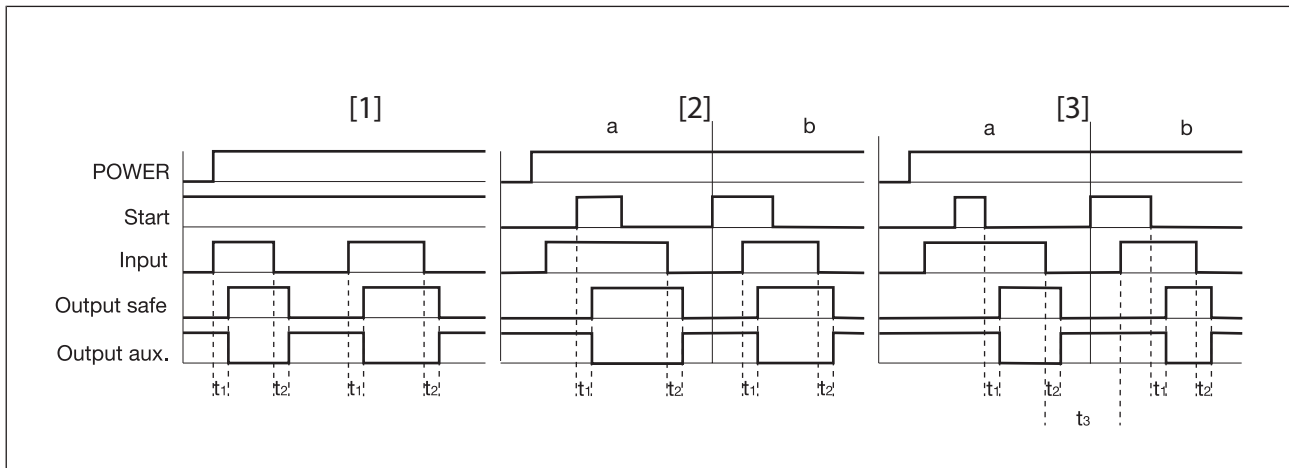 [1] [2] [3]
a b a b
POWER
Start
Input
Output safe
Output aux.
t1 t2 t1 t2 t1 t2 t1 t2 t1 t2 t1 t2
t3